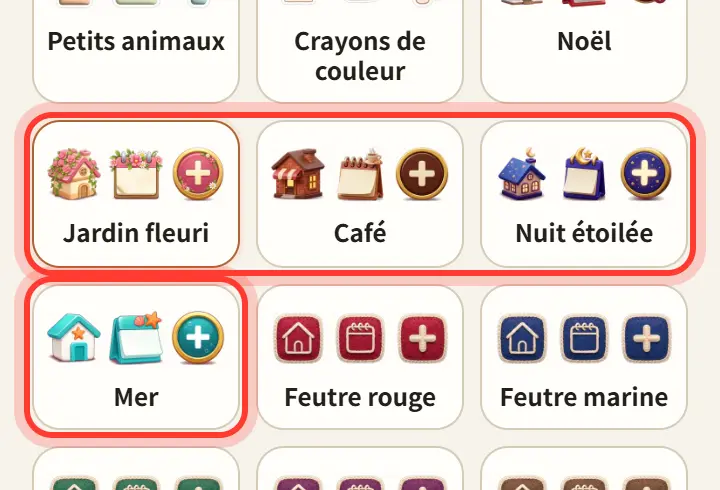 Petits animaux
Crayons de
couleur
Noël
Jardin fleuri
Café
Nuit étoilée
Mer
Feutre rouge
Feutre marine